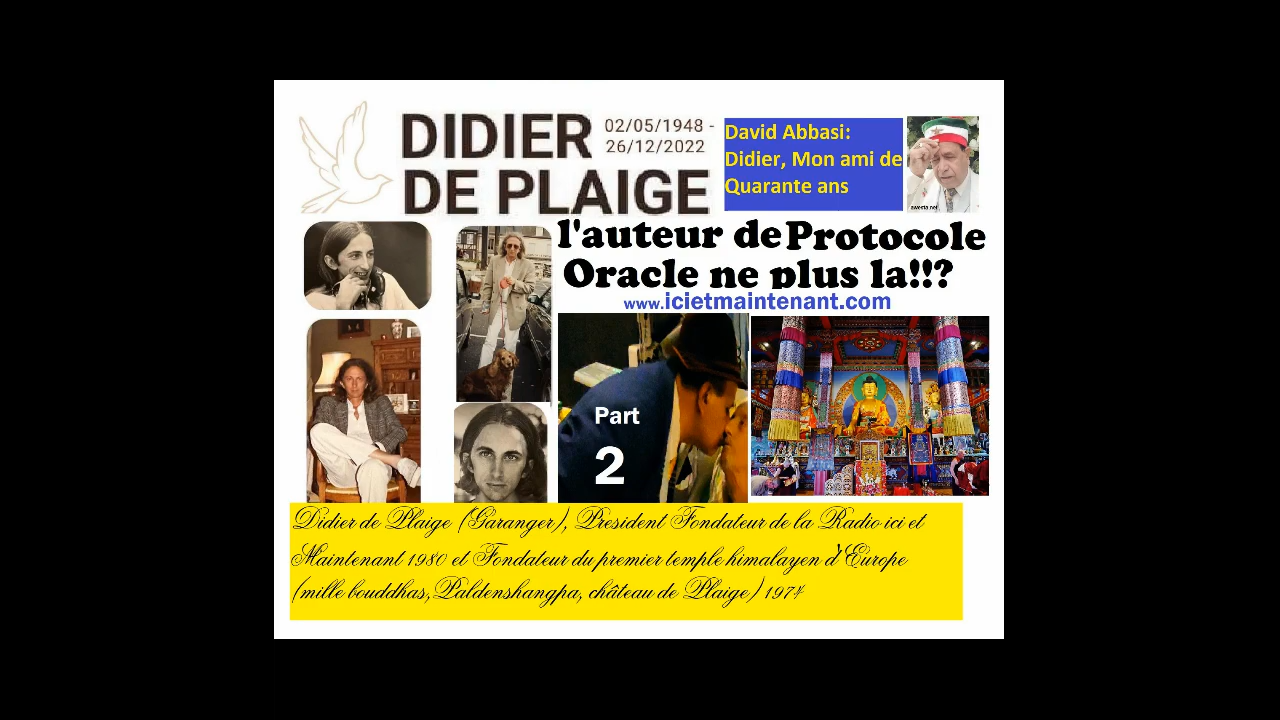 DIDIER
DE PLAIGE
02/05/1948 -
26/12/2022
David Abbasi:
Didier, Mon ami de
Quarante ans
awesta.net
l'auteur de Protocole
Oracle ne plus la!!?
www.icietmaintenant.com
Part
2
Didier de Plaige (Garanger), President Fondateur de la Radio ici et
Maintenant 1980 et Fondateur du premier temple himalayen d'Europe
(mille bouddhas, Paldenshangpa, château de Plaige) 1974